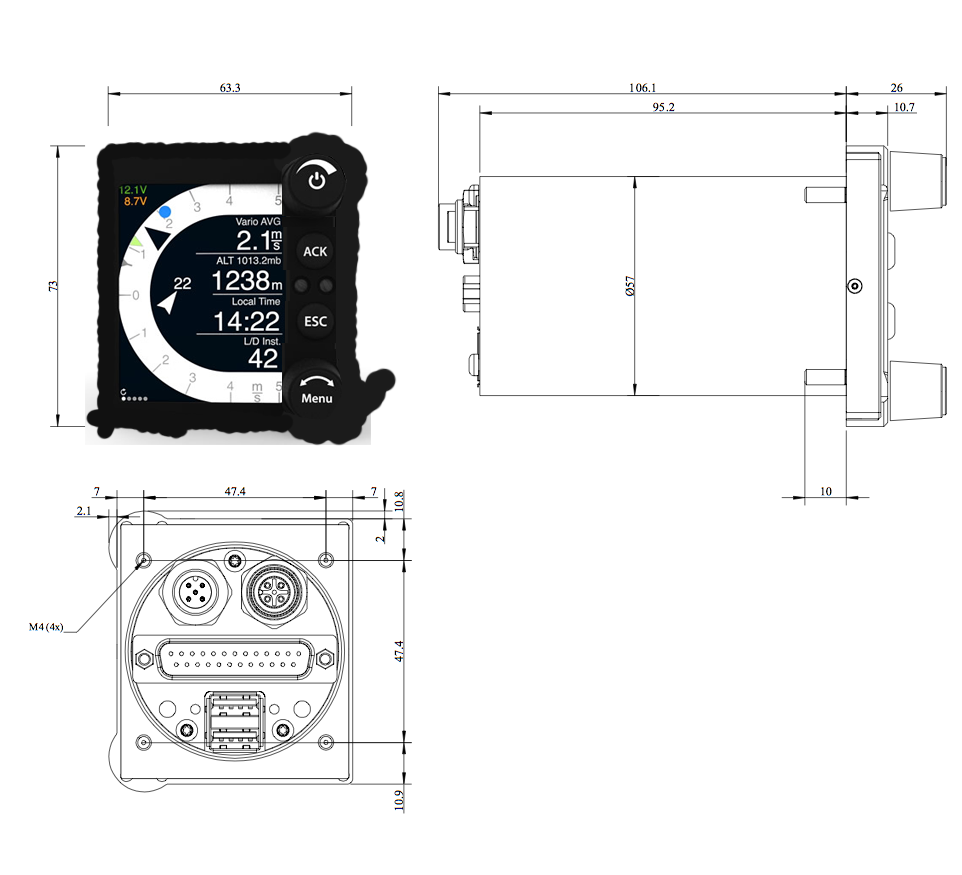 63.3
106.1
26
95.2
10.7
73
12.1V
8.7V
3
4
5
2
1
0
1
2
3
4
m
s
5
Vario AVG
2.1 m
s
ALT 1013.2mb
22
1238m
Local Time
14:22
L/D Inst.
42
ACK
ESC
Menu
Ø57
10
7
47.4
7
10.8
2.1
2
M4(4x)
47.4
10.9